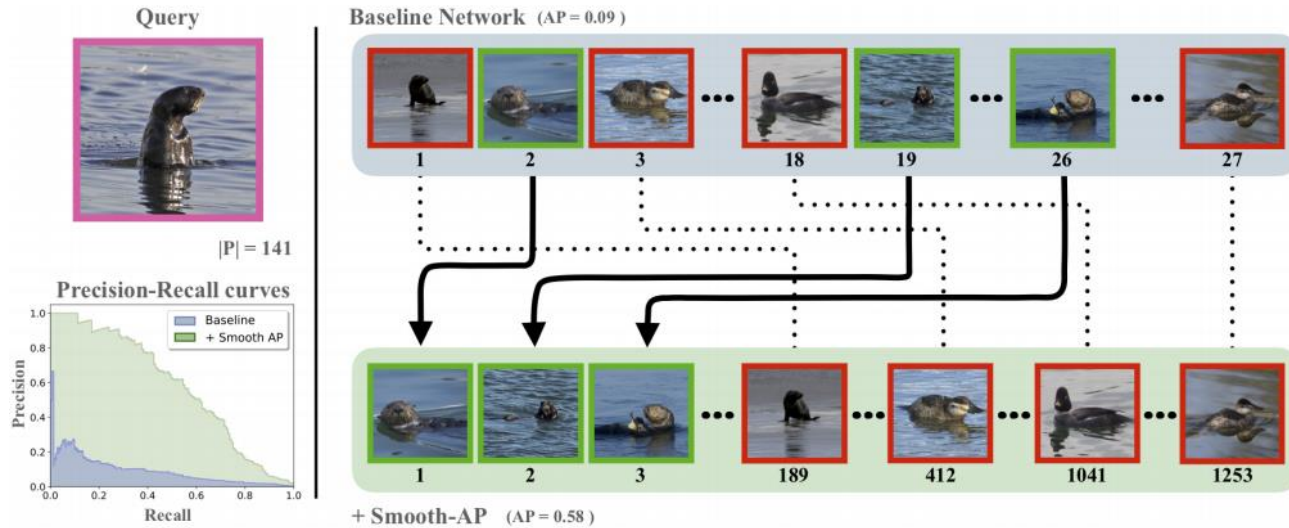 Query
|P| = 141
Precision-Recall curves
Baseline
+ Smooth AP
Precision
1.0
0.8
0.6
0.4
0.2
0.0
0.0 0.2 0.4 0.6 0.8 1.0
Recall
Baseline Network (AP = 0.09)
1 2 3 18 19 26 27
1 2 3 189 412 1041 1253
+ Smooth-AP (AP = 0.58)